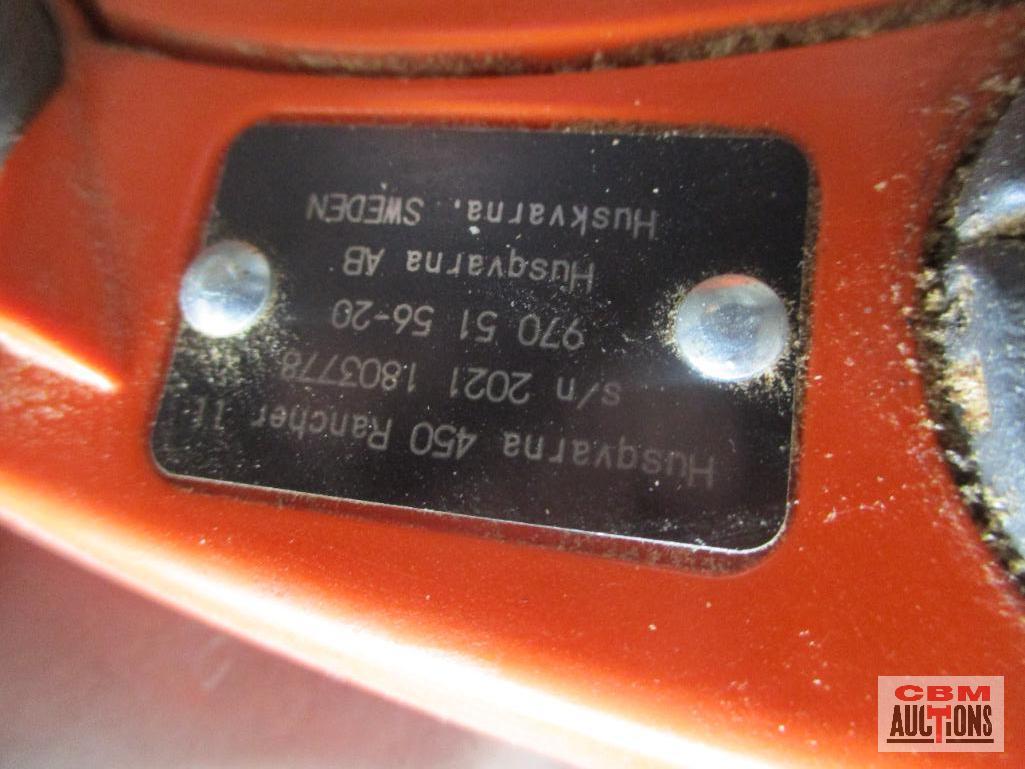 Husqvarna 450 Rancher II
s/n 2021 1803778
970 51 56-20
Husqvarna AB
Huskvarna, SWEDEN
CBM
AUCTIONS